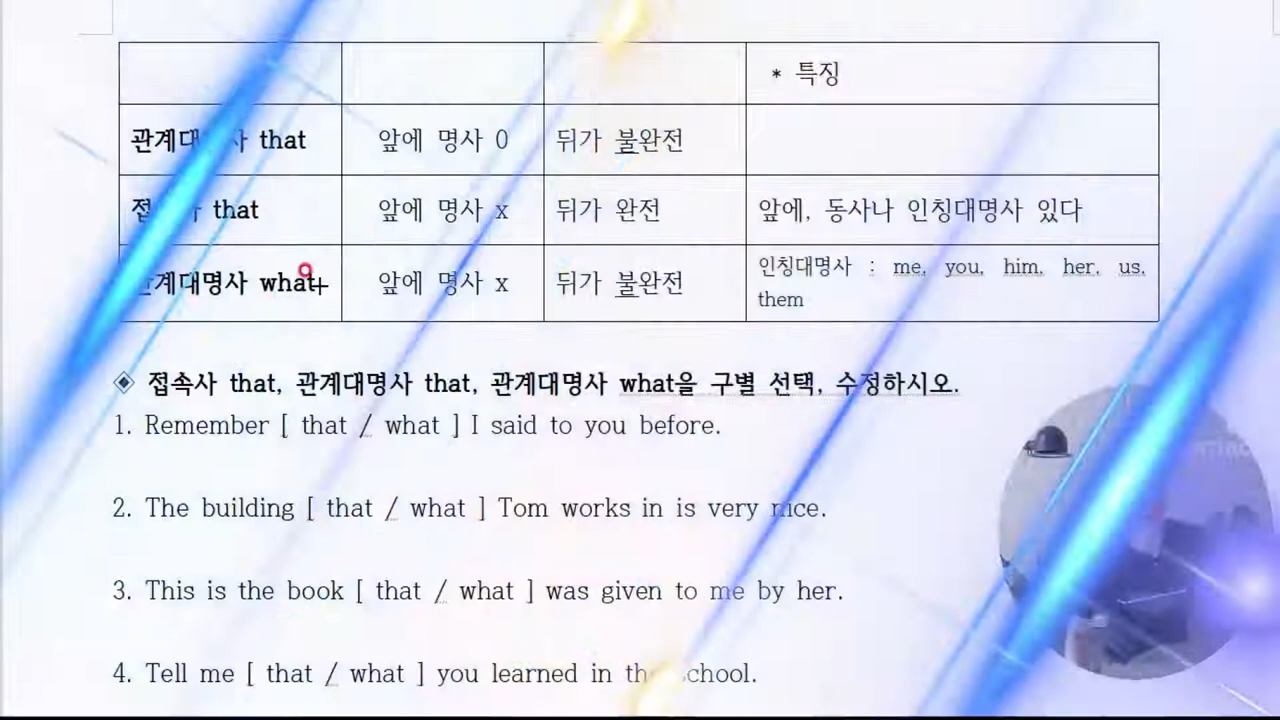 * 특징
관계대 사 that 앞에 명사 0 뒤가 불완전
that 앞에 명사 x 뒤가 완전 앞에, 동사나 인칭대명사 있다
계대명사 what 앞에 명사 x 뒤가 불완전 인칭대명사 : me, you, him, her, us,
them
◈ 접속사 that, 관계대명사 that, 관계대명사 what을 구별 선택, 수정하시오.
1. Remember [ that / what ] I said to you before.
2. The building [ that / what ] Tom works in is very nice.
3. This is the book [ that / what ] was given to me by her.
4. Tell me [ that / what ] you learned in the school.